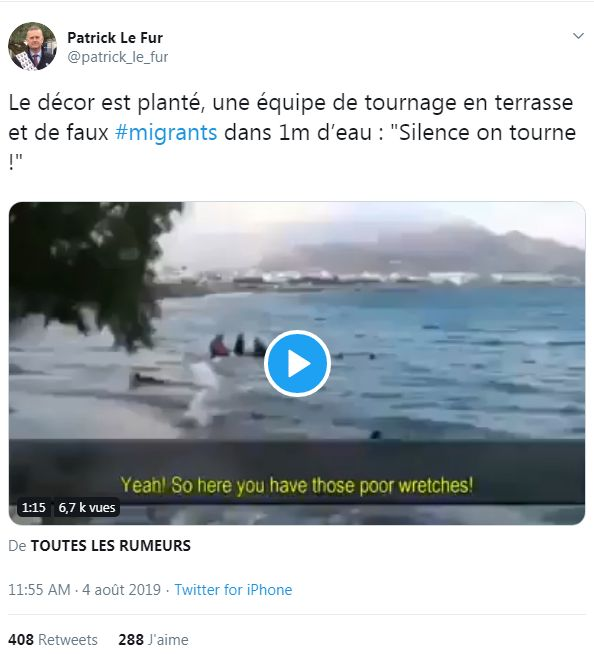 Patrick Le Fur
@patrick_le_fur
Le décor est planté, une équipe de tournage en terrasse
et de faux #migrants dans 1m d’eau : "Silence on tourne
!"
Yeah! So here you have those poor wretches!
1:15 6,7 k vues
De TOUTES LES RUMEURS
11:55 AM · 4 août 2019 · Twitter for iPhone
408 Retweets 288 J'aime